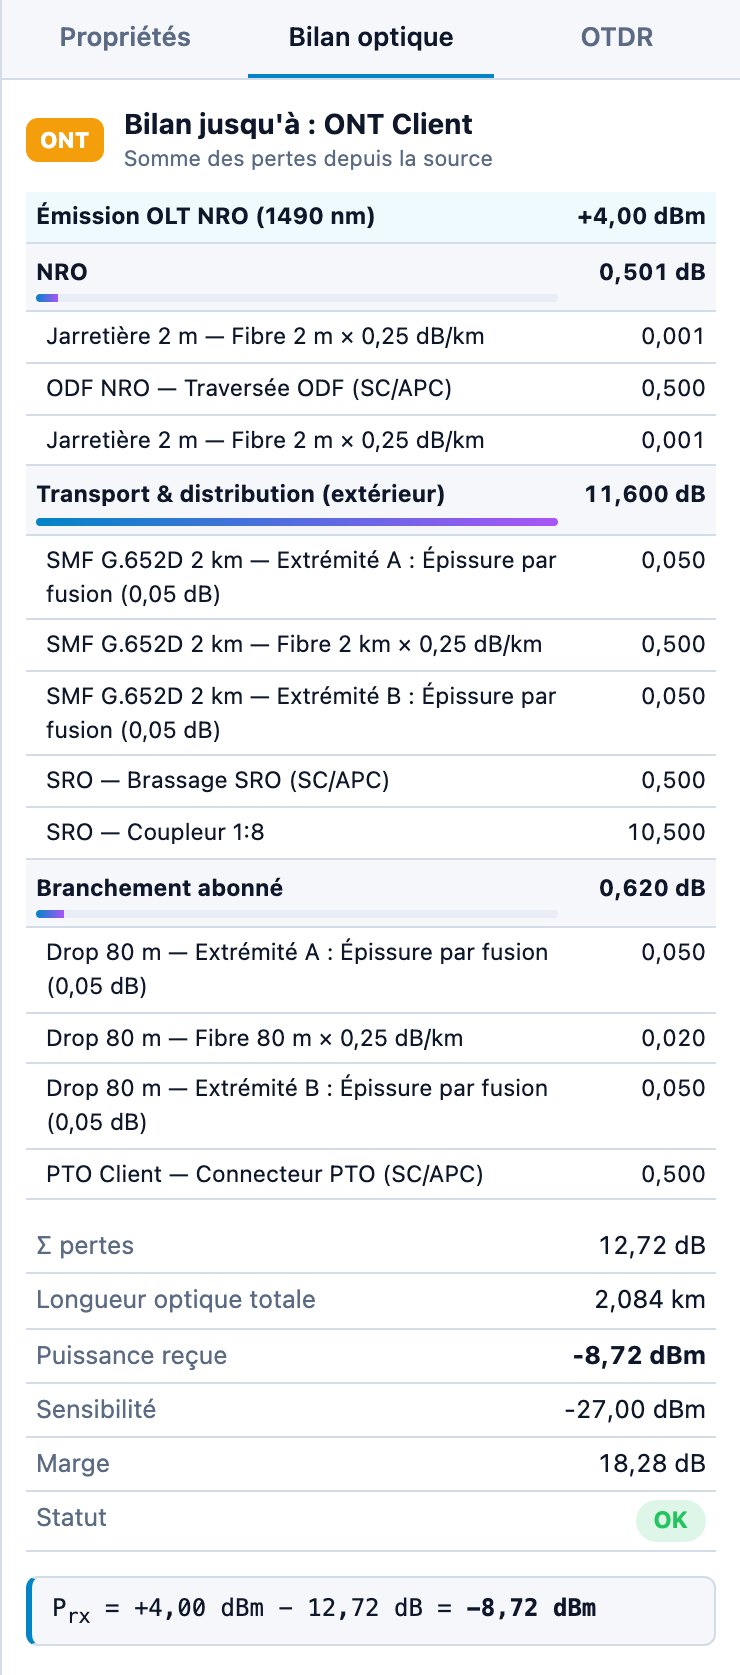 Propriétés Bilan optique OTDR
ONT
Bilan jusqu'à : ONT Client
Somme des pertes depuis la source
Émission OLT NRO (1490 nm) +4,00 dBm
NRO 0,501 dB
Jarretière 2 m — Fibre 2 m × 0,25 dB/km 0,001
ODF NRO — Traversée ODF (SC/APC) 0,500
Jarretière 2 m — Fibre 2 m × 0,25 dB/km 0,001
Transport & distribution (extérieur) 11,600 dB
SMF G.652D 2 km — Extrémité A : Épissure par 0,050
fusion (0,05 dB)
SMF G.652D 2 km — Fibre 2 km × 0,25 dB/km 0,500
SMF G.652D 2 km — Extrémité B : Épissure par 0,050
fusion (0,05 dB)
SRO — Brassage SRO (SC/APC) 0,500
SRO — Coupleur 1:8 10,500
Branchement abonné 0,620 dB
Drop 80 m — Extrémité A : Épissure par fusion 0,050
(0,05 dB)
Drop 80 m — Fibre 80 m × 0,25 dB/km 0,020
Drop 80 m — Extrémité B : Épissure par fusion 0,050
(0,05 dB)
PTO Client — Connecteur PTO (SC/APC) 0,500
Σ pertes 12,72 dB
Longueur optique totale 2,084 km
Puissance reçue -8,72 dBm
Sensibilité -27,00 dBm
Marge 18,28 dB
Statut OK
Prx = +4,00 dBm − 12,72 dB = −8,72 dBm